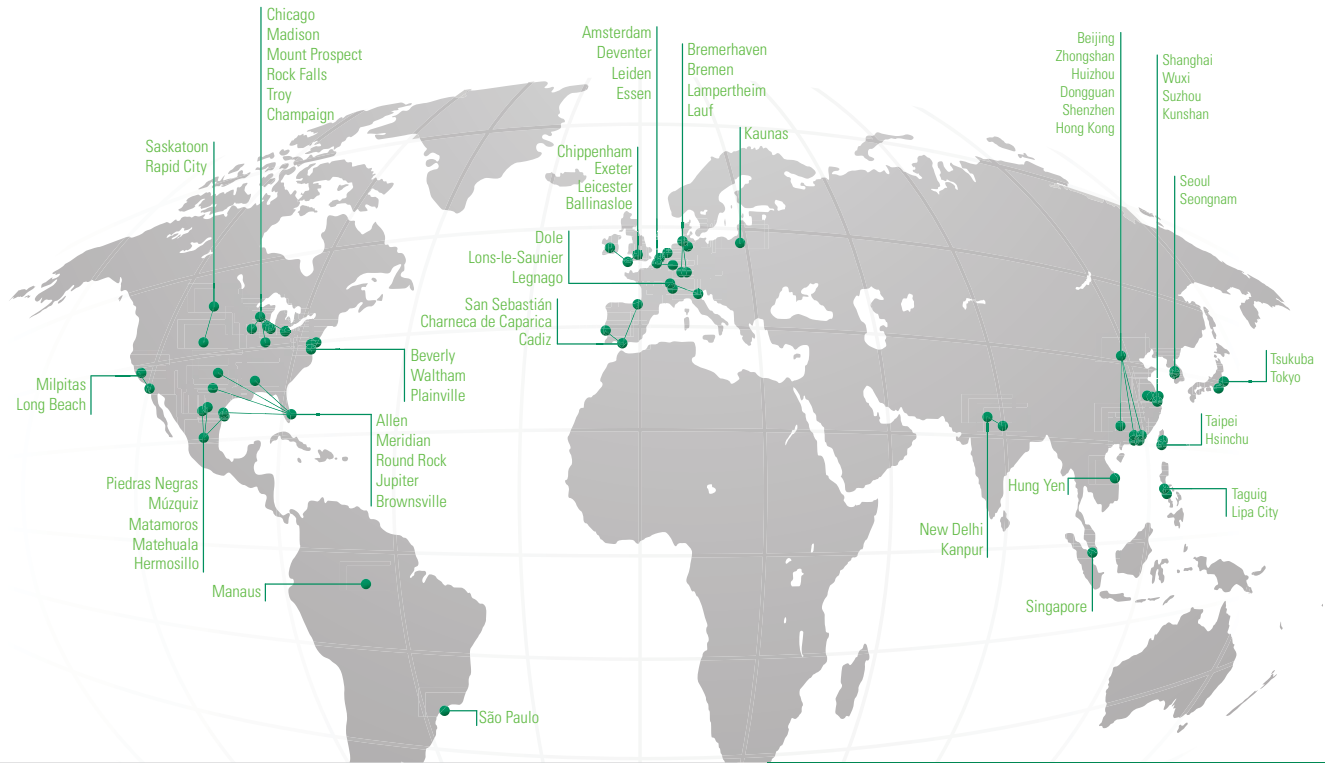 Chicago
Madison
Mount Prospect
Rock Falls
Troy
Champaign
Saskatoon
Rapid City
Amsterdam
Deventer
Leiden
Essen
Bremerhaven
Bremen
Lampertheim
Lauf
Kaunas
Chippenham
Exeter
Leicester
Ballinasloe
Dole
Lons-le-Saunier
Legnago
San Sebastián
Charneca de Caparica
Cadiz
Beijing
Zhongshan
Huizhou
Dongguan
Shenzhen
Hong Kong
Shanghai
Wuxi
Suzhou
Kunshan
Seoul
Seongnam
Tsukuba
Tokyo
Taipei
Hsinchu
Taguig
Lipa City
Hung Yen
New Delhi
Kanpur
Singapore
Milpitas
Long Beach
Beverly
Waltham
Plainville
Allen
Meridian
Round Rock
Jupiter
Brownsville
Piedras Negras
Múzquiz
Matamoros
Matehuala
Hermosillo
Manaus
São Paulo